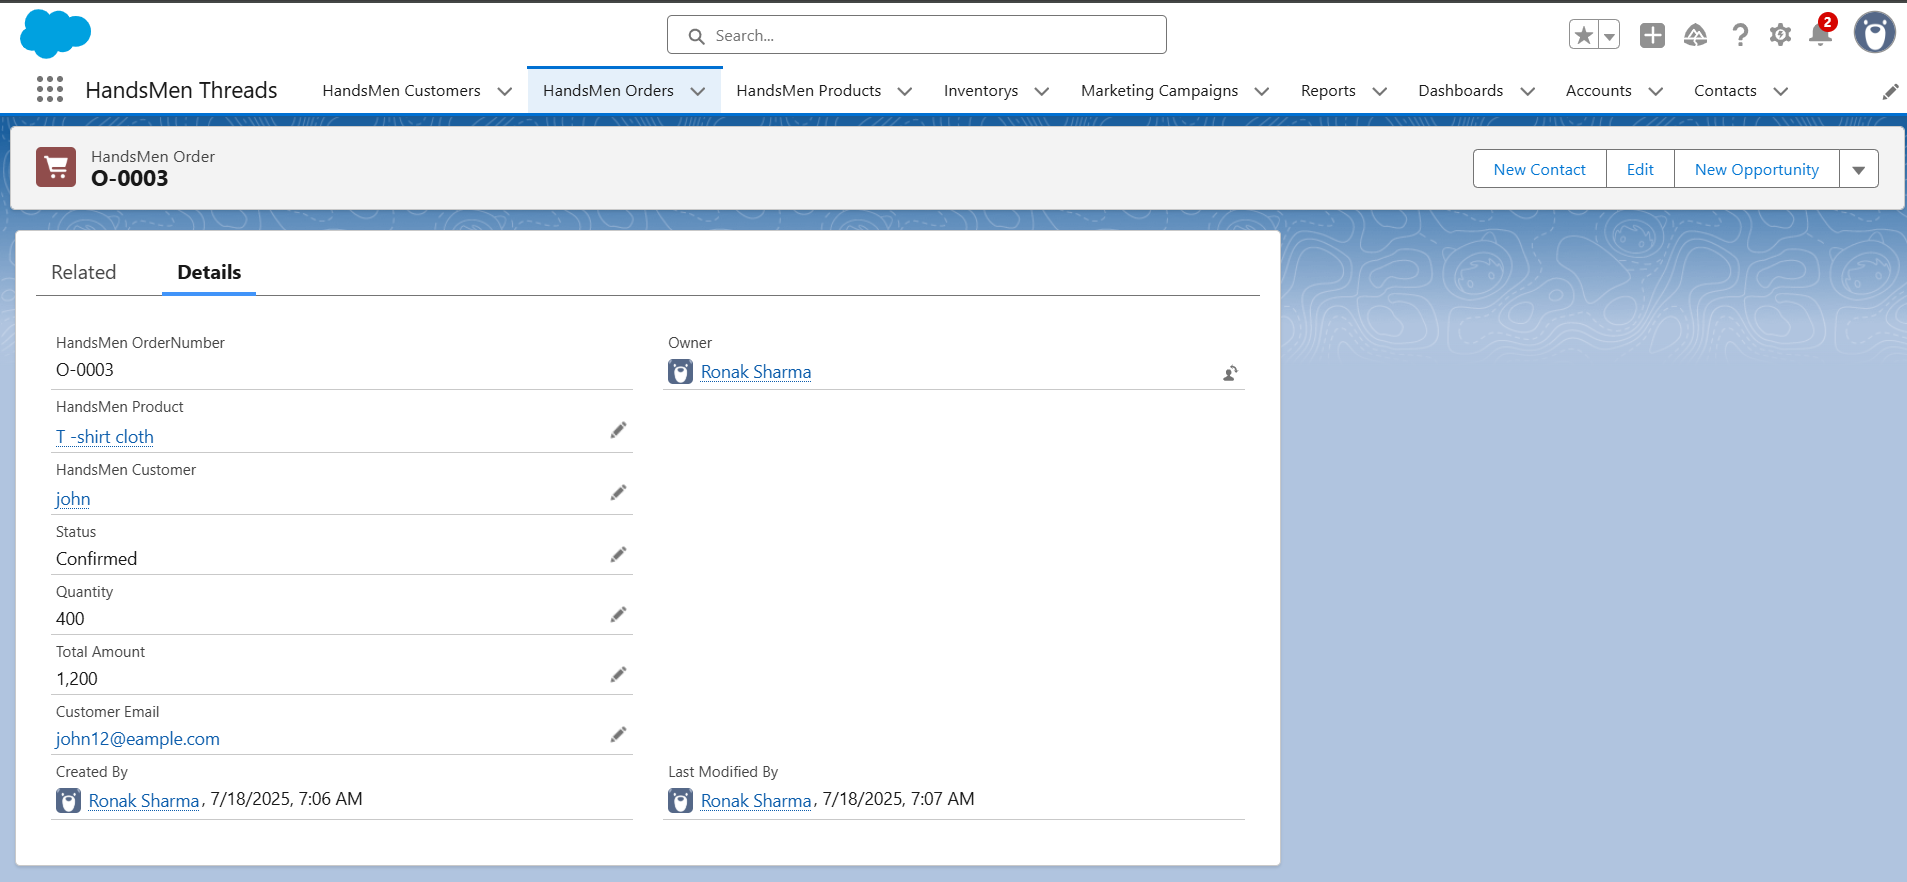 Search...
2
HandsMen Threads
HandsMen Customers
HandsMen Orders
HandsMen Products
Inventorys
Marketing Campaigns
Reports
Dashboards
Accounts
Contacts
HandsMen Order
O-0003
New Contact
Edit
New Opportunity
Related
Details
HandsMen OrderNumber
O-0003
Owner
Ronak Sharma
HandsMen Product
T -shirt cloth
HandsMen Customer
john
Status
Confirmed
Quantity
400
Total Amount
1,200
Customer Email
john12@eample.com
Created By
Ronak Sharma, 7/18/2025, 7:06 AM
Last Modified By
Ronak Sharma, 7/18/2025, 7:07 AM